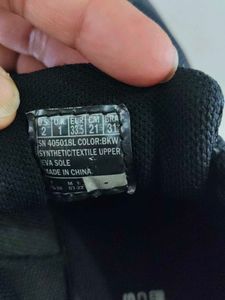 U.S UK EUR CM BRA
2 1 33.5 21 31
SN 405018L COLOR:BKW
SYNTHETIC/TEXTILE UPPER
EVA SOLE
MADE IN CHINA